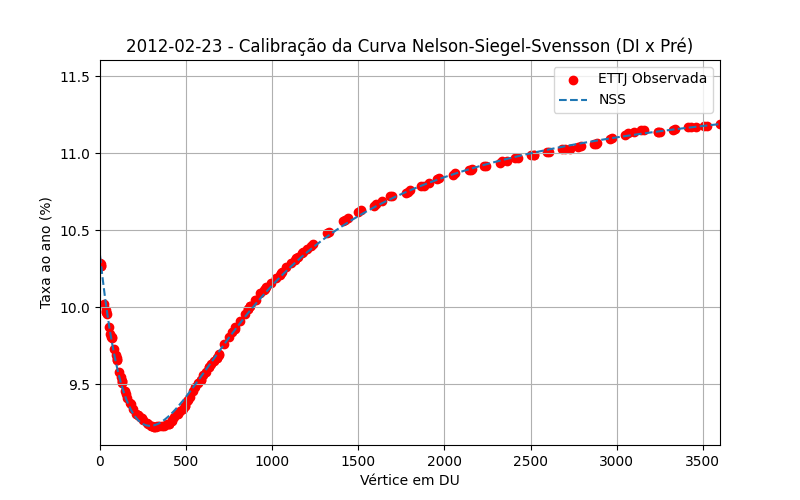 2012-02-23 - Calibração da Curva Nelson-Siegel-Svensson (DI x Pré)
ETTJ Observada
NSS
Taxa ao ano (%)
11.5
11.0
10.5
10.0
9.5
0 500 1000 1500 2000 2500 3000 3500
Vértice em DU